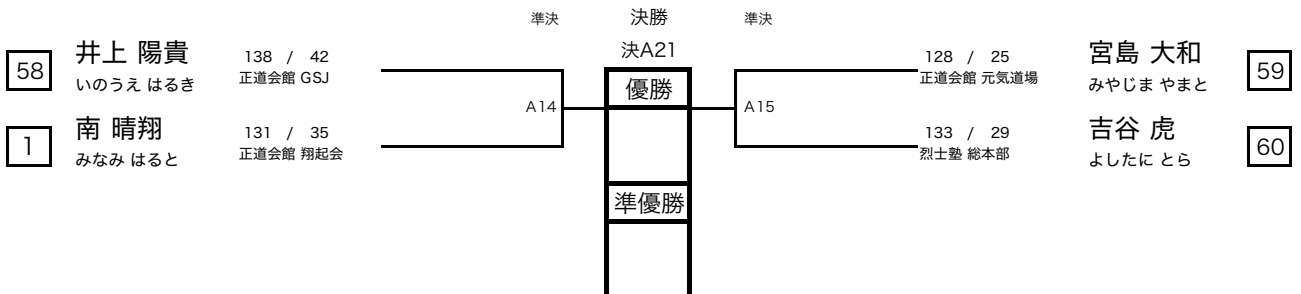 準決
決勝
準決
決A21
58
井上 陽貴
いのうえ はるき
138 / 42
正道会館 GSJ
1
南 晴翔
みなみ はると
131 / 35
正道会館 翔起会
A14
優勝
準優勝
A15
128 / 25
正道会館 元気道場
宮島 大和
みやじま やまと
59
133 / 29
烈士塾 総本部
吉谷 虎
よしたに とら
60